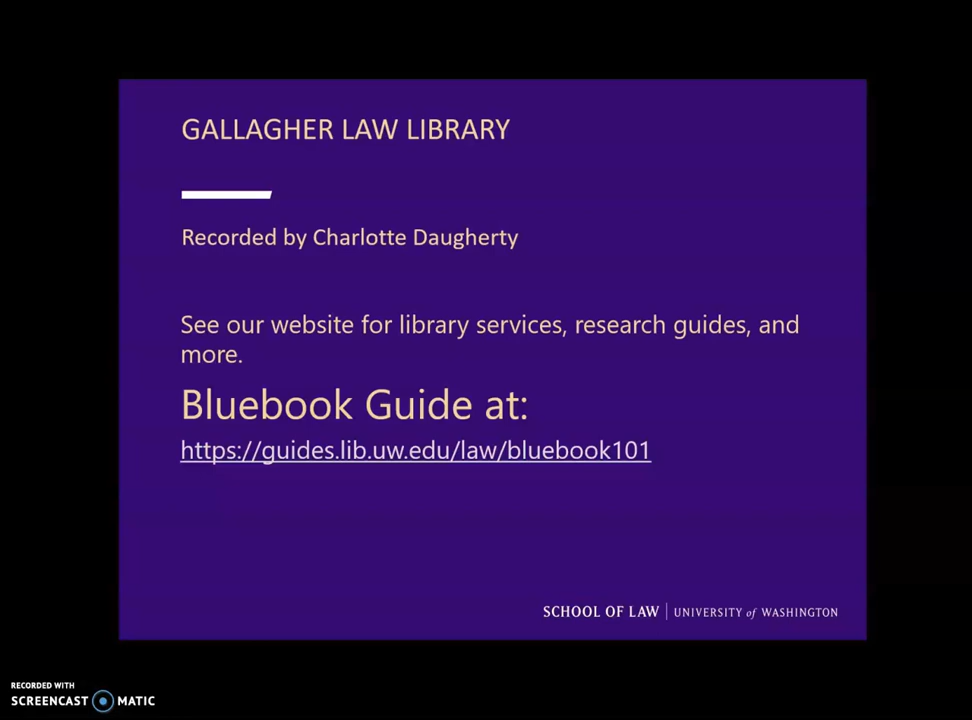 GALLAGHER LAW LIBRARY
Recorded by Charlotte Daugherty
See our website for library services, research guides, and
more.
Bluebook Guide at:
https://guides.lib.uw.edu/law/bluebook101
SCHOOL OF LAW | UNIVERSITY of WASHINGTON
RECORDED WITH
SCREENCAST MATIC